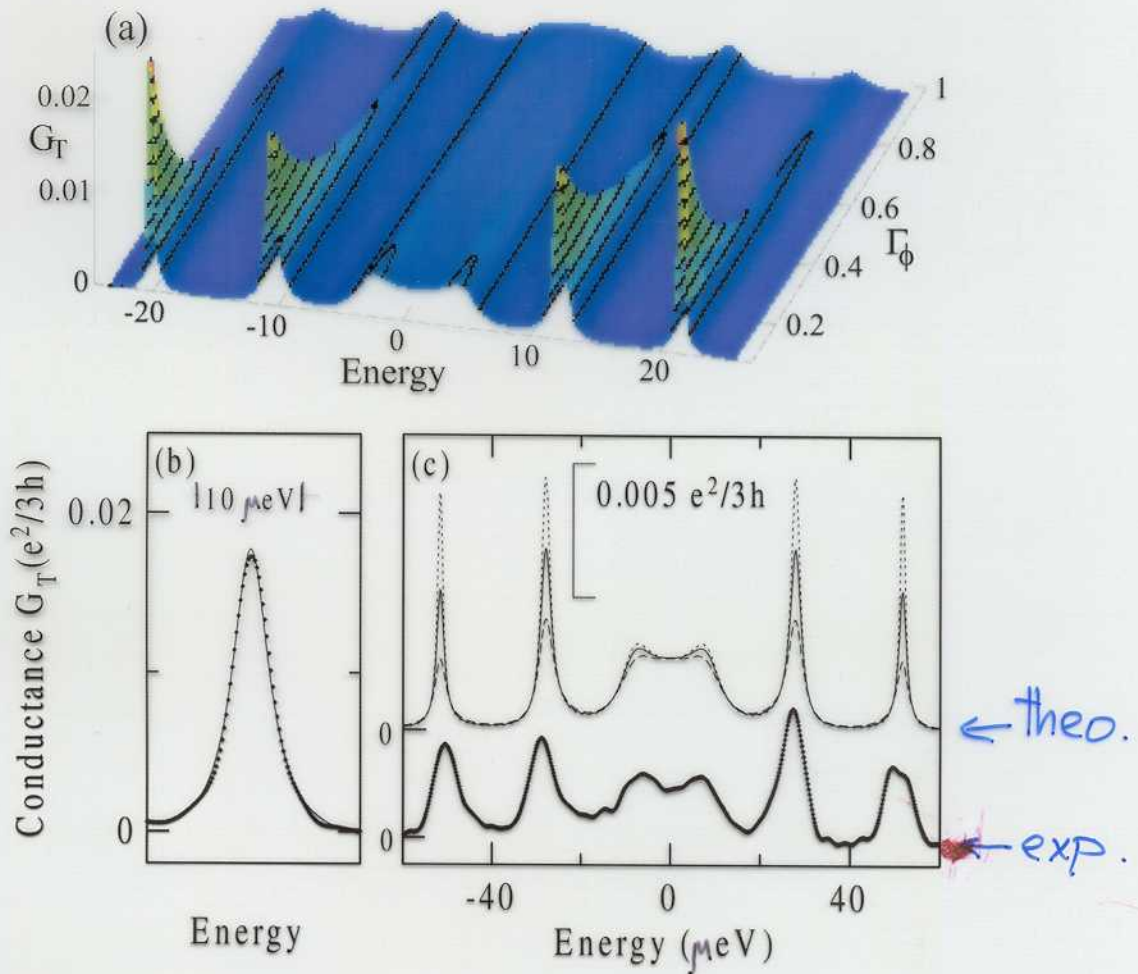 (a)
0.02
G_T
0.01
0
-20
-10
0
10
20
Energy
1
0.8
0.6
Γ_ϕ
0.4
0.2
Conductance G_T(e²/3h)
(b)
|10 μeV|
0.02
0
Energy
(c)
0.005 e²/3h
0
0
-40
0
40
Energy (μeV)
← theo.
← exp.